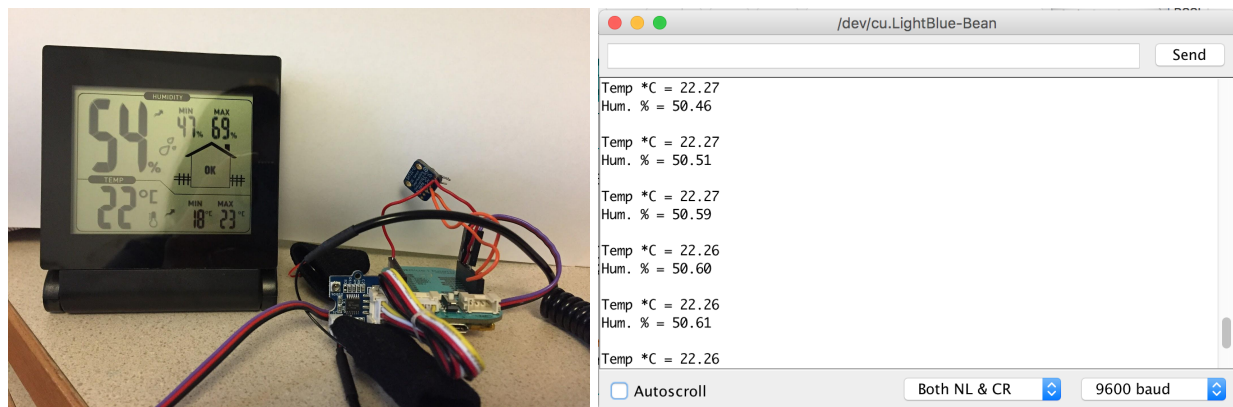 HUMIDITY
54%
MIN
47%
MAX
69%
OK
TEMP
22°C
MIN
18°C
MAX
23°C
/dev/cu.LightBlue-Bean
Send
Temp *C = 22.27
Hum. % = 50.46
Temp *C = 22.27
Hum. % = 50.51
Temp *C = 22.27
Hum. % = 50.59
Temp *C = 22.26
Hum. % = 50.60
Temp *C = 22.26
Hum. % = 50.61
Temp *C = 22.26
Autoscroll
Both NL & CR
9600 baud